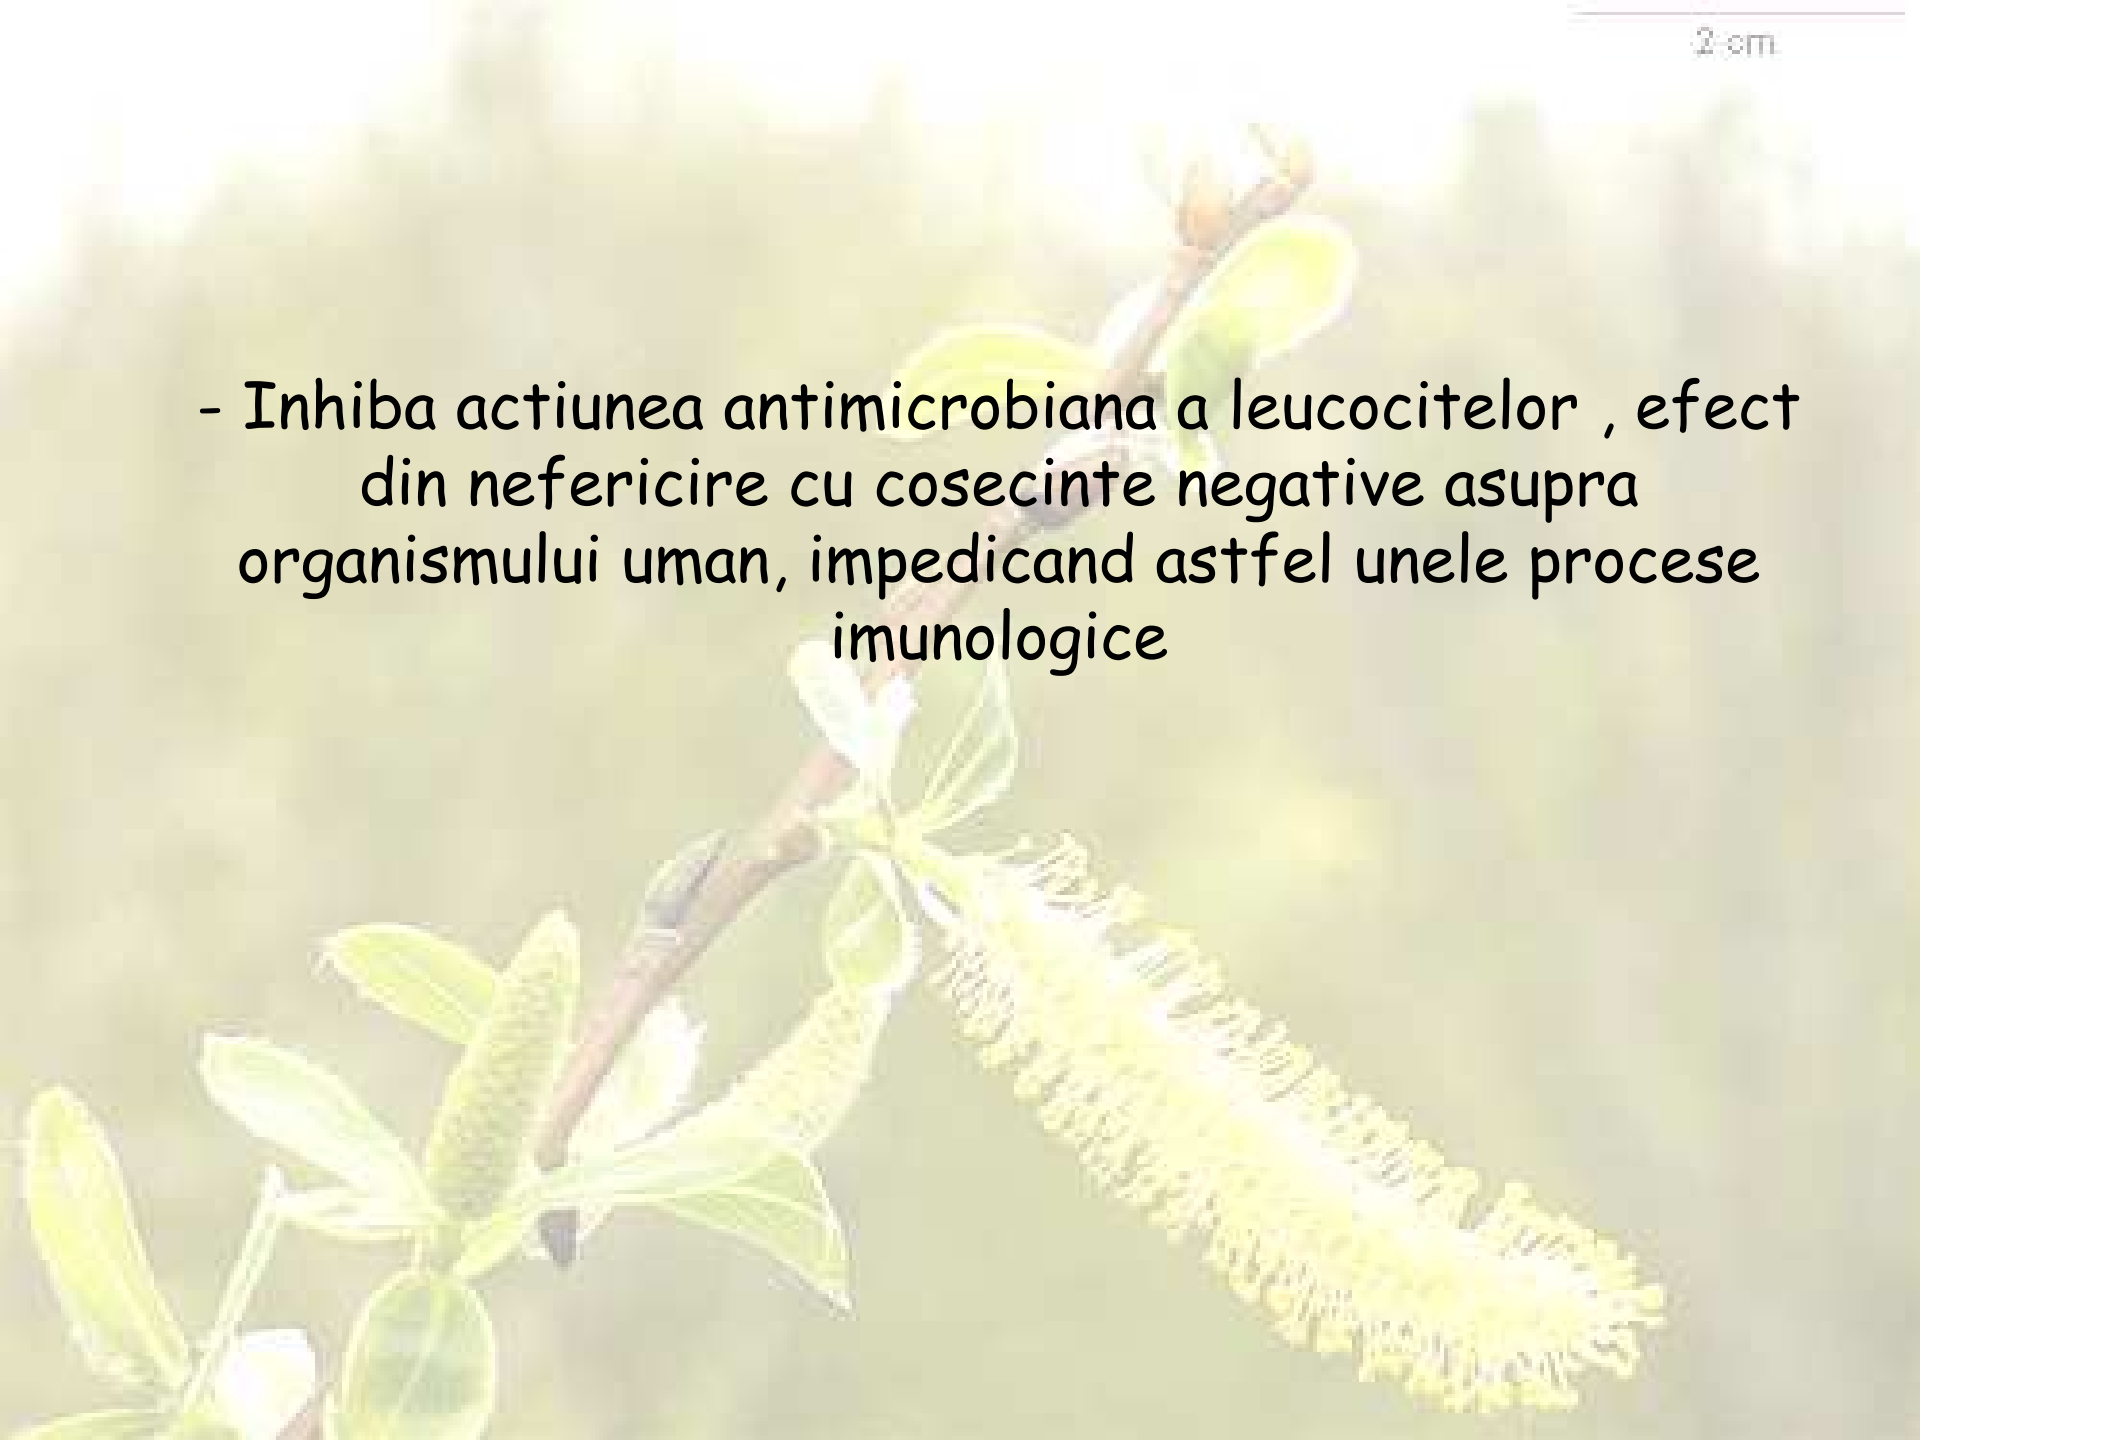 2 cm
- Inhiba actiunea antimicrobiana a leucocitelor , efect
din nefericire cu cosecinte negative asupra
organismului uman, impedicand astfel unele procese
imunologice